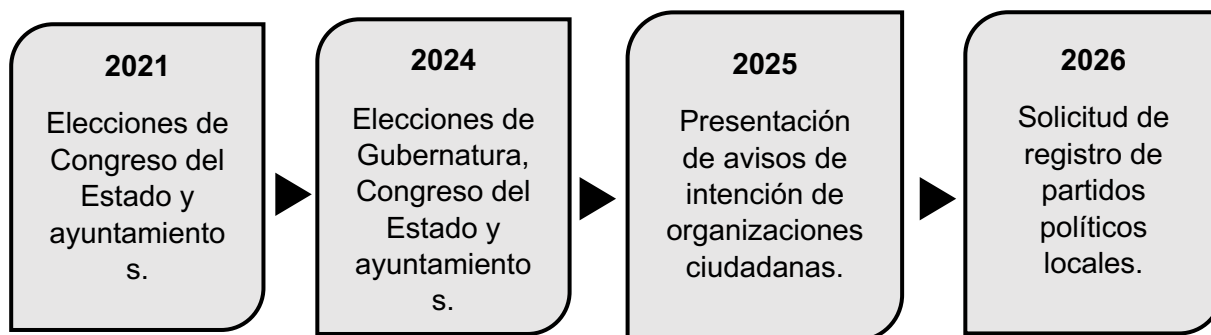 2021
Elecciones de
Congreso del
Estado y
ayuntamiento
s.
2024
Elecciones de
Gubernatura,
Congreso del
Estado y
ayuntamiento
s.
2025
Presentación
de avisos de
intención de
organizaciones
ciudadanas.
2026
Solicitud de
registro de
partidos
políticos
locales.